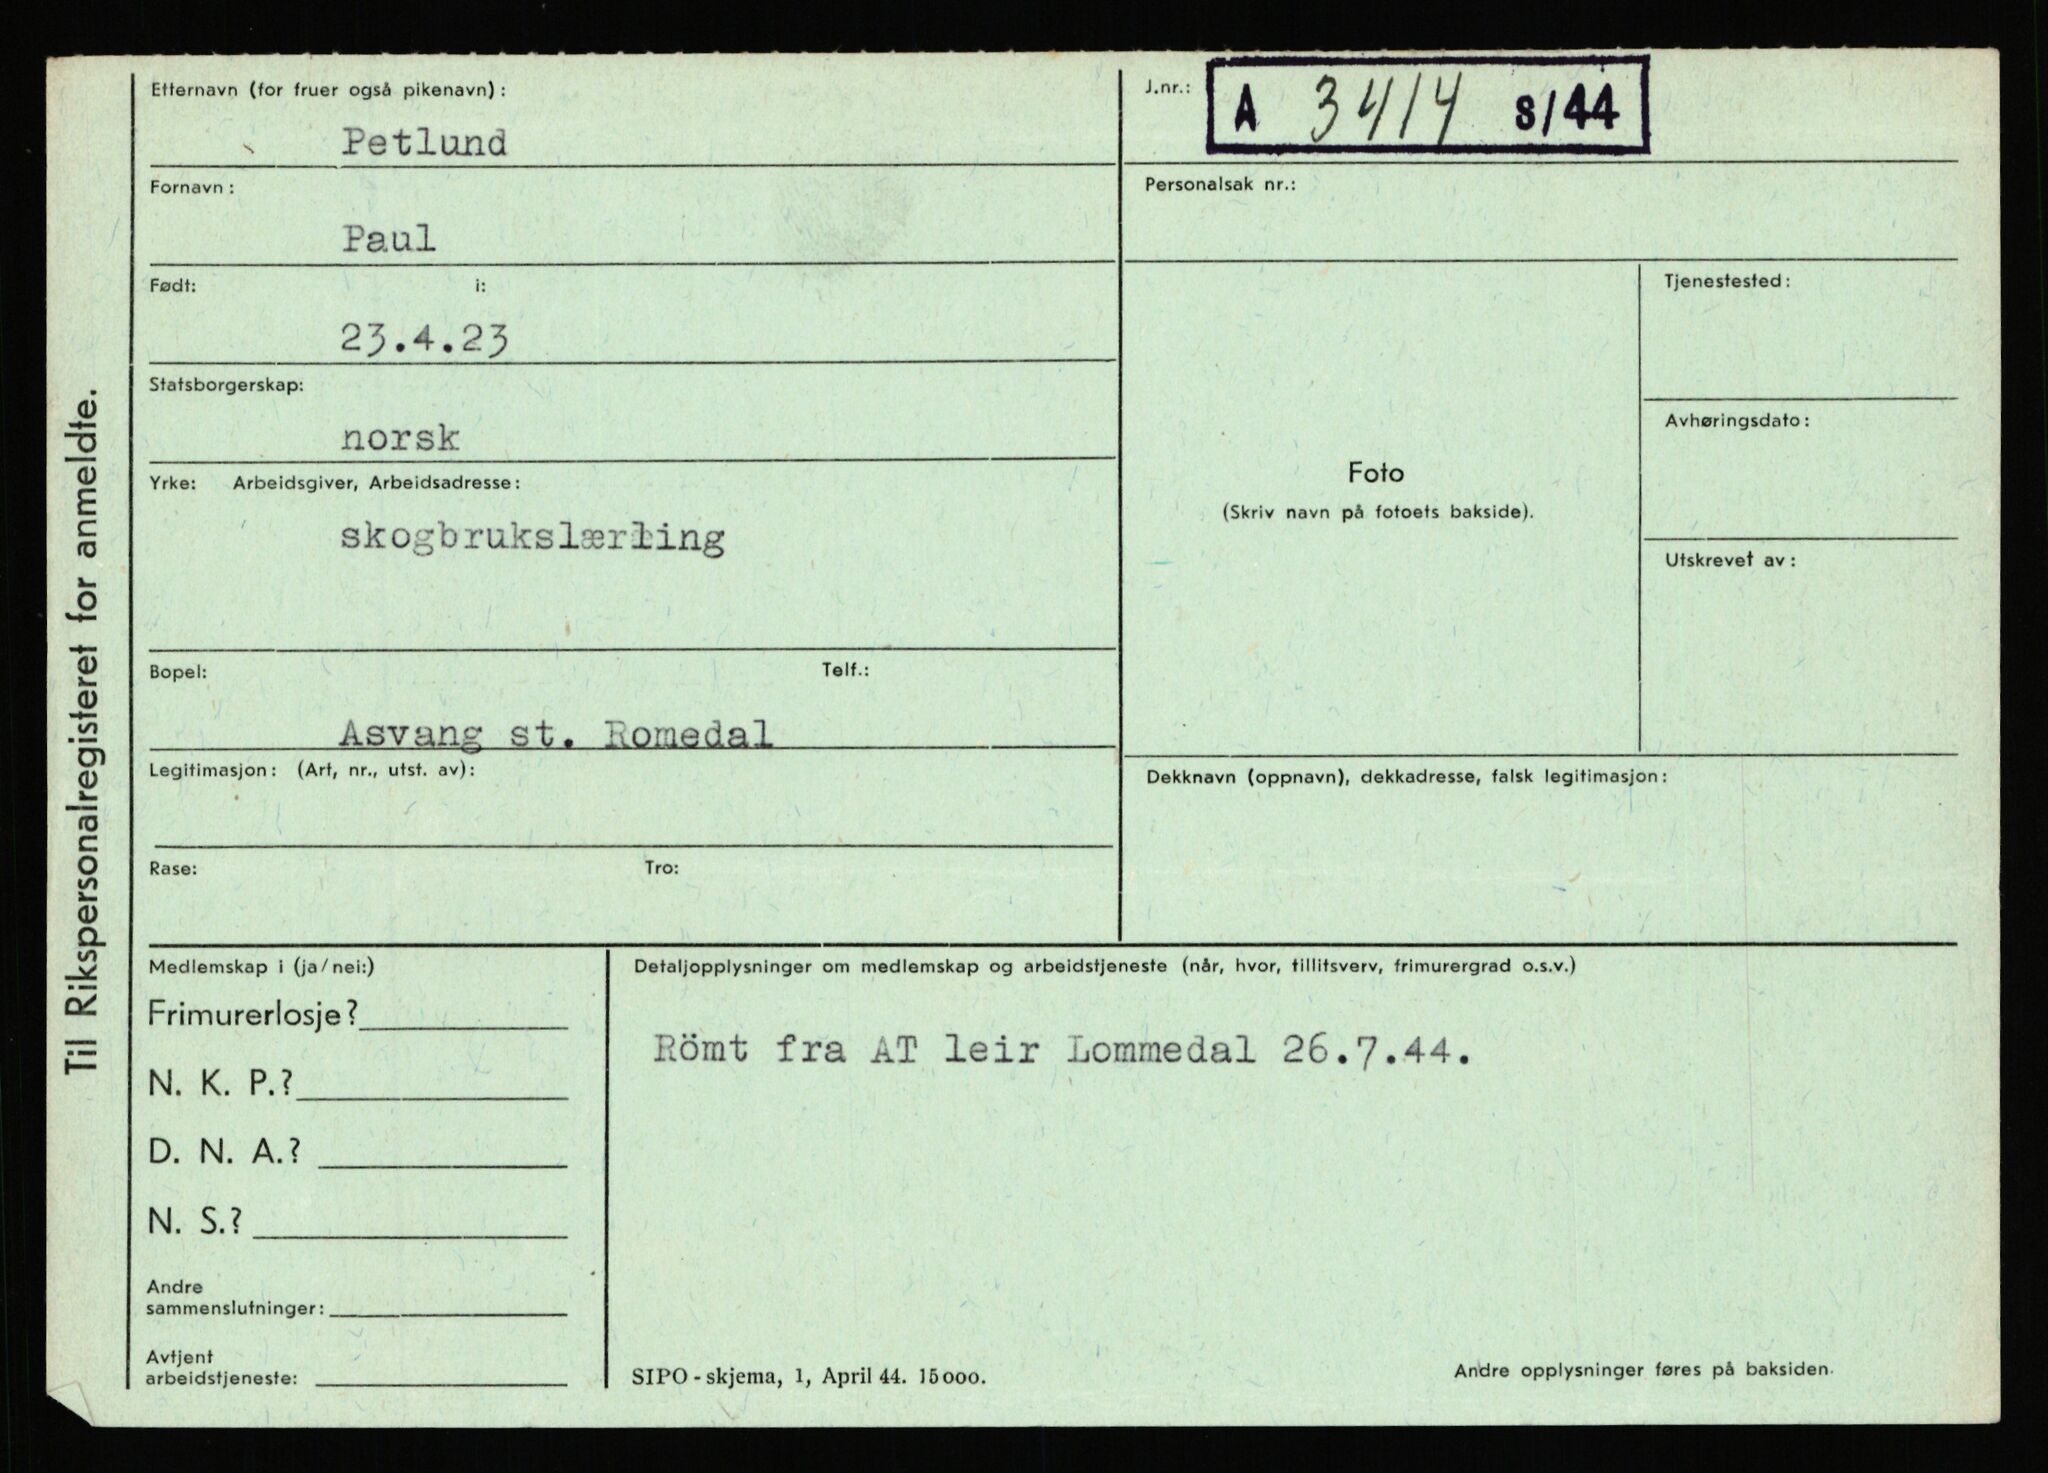 Til Rikspersonalregisteret for anmeldte.
Etternavn (for fruer også pikenavn):
Petlund
Fornavn:
Paul
Født: i:
23.4.23
Statsborgerskap:
norsk
Yrke: Arbeidsgiver, Arbeidsadresse:
skogbrukslærling
Bopel: Telf.:
Asvang st. Romedal
Legitimasjon: (Art, nr., utst. av):
Rase: Tro:
J.nr.: A 3414 S/44
Personalsak nr.:
Foto
(Skriv navn på fotoets bakside).
Tjenestested:
Avhøringsdato:
Utskrevet av:
Dekknavn (oppnavn), dekkadresse, falsk legitimasjon:
Medlemskap i (ja/nei:)
Frimurerlosje?
N. K. P.?
D. N. A.?
N. S.?
Andre
sammenslutninger:
Avtjent
arbeidstjeneste:
Detaljopplysninger om medlemskap og arbeidstjeneste (når, hvor, tillitsverv, frimurergrad o.s.v.)
Römt fra AT leir Lommedal 26.7.44.
SIPO - skjema, 1, April 44. 15 000.
Andre opplysninger føres på baksiden.